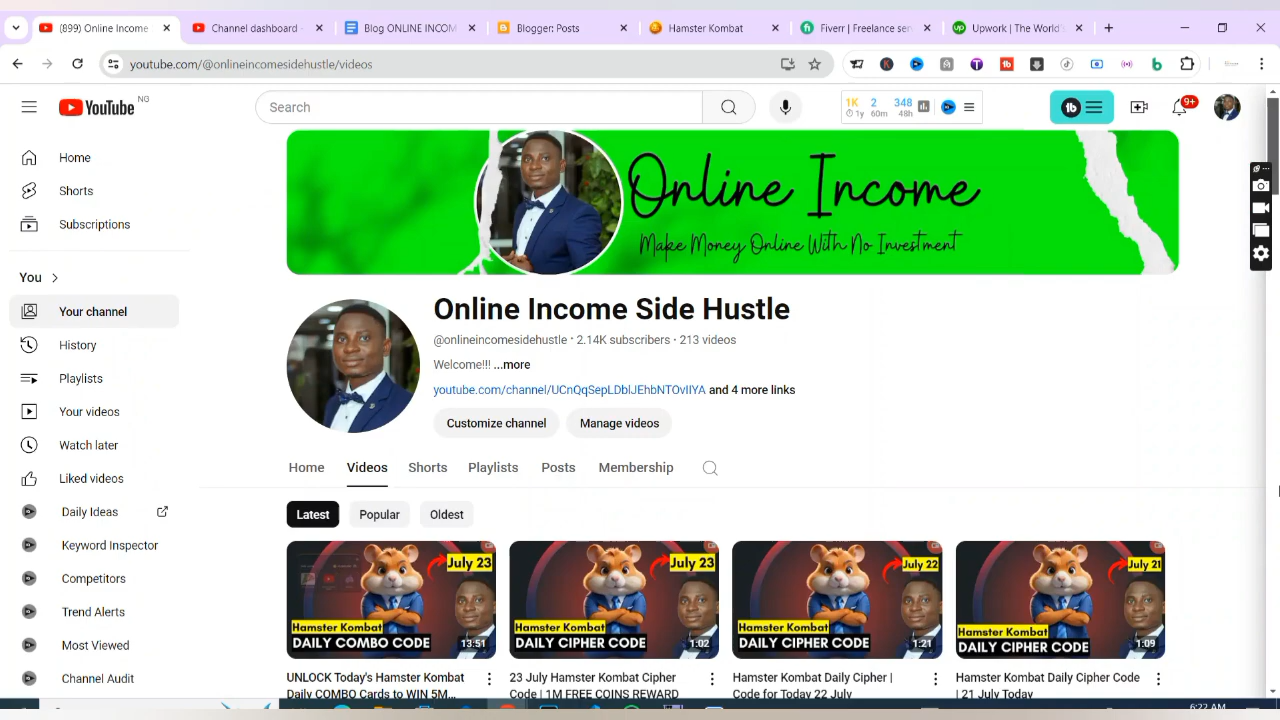 (899) Online Income
Channel dashboard -
Blog ONLINE INCOM
Blogger: Posts
Hamster Kombat
Fiverr | Freelance serv
Upwork | The World's
youtube.com/@onlineincomesidehustle/videos
YouTube NG
Search
1K 2 348
1y 60m 48h
9+
Home
Shorts
Subscriptions
You
Your channel
History
Playlists
Your videos
Watch later
Liked videos
Daily Ideas
Keyword Inspector
Competitors
Trend Alerts
Most Viewed
Channel Audit
Online Income
Make Money Online With No Investment
Online Income Side Hustle
@onlineincomesidehustle • 2.14K subscribers • 213 videos
Welcome!!! ...more
youtube.com/channel/UCnQqSepLDblJEhbNTOvIIYA and 4 more links
Customize channel
Manage videos
Home
Videos
Shorts
Playlists
Posts
Membership
Latest
Popular
Oldest
July 23
Hamster Kombat
DAILY COMBO CODE
13:51
UNLOCK Today's Hamster Kombat
Daily COMBO Cards to WIN 5M...
July 23
Hamster Kombat
DAILY CIPHER CODE
1:02
23 July Hamster Kombat Cipher
Code | 1M FREE COINS REWARD
July 22
Hamster Kombat
DAILY CIPHER CODE
1:21
Hamster Kombat Daily Cipher |
Code for Today 22 July
July 21
Hamster Kombat
DAILY CIPHER CODE
1:09
Hamster Kombat Daily Cipher Code
| 21 July Today
6:22 AM